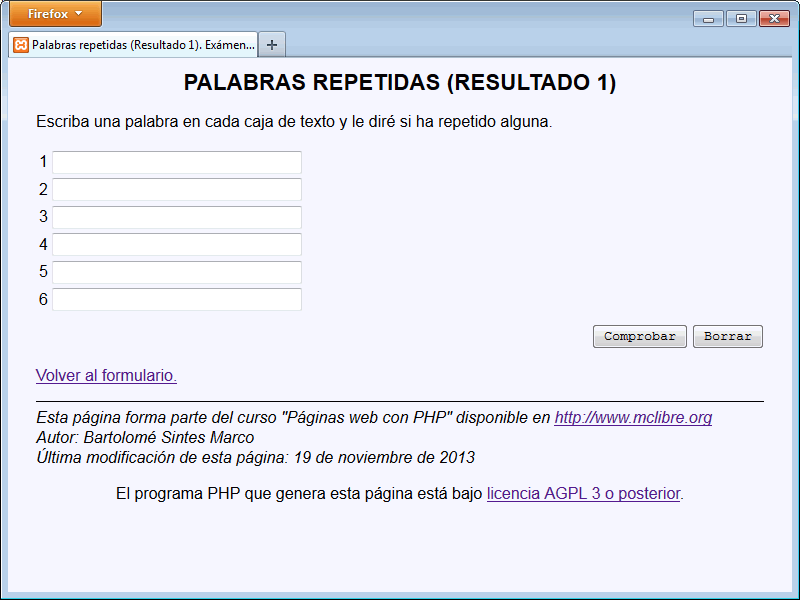 Firefox
Palabras repetidas (Resultado 1). Exámen...
PALABRAS REPETIDAS (RESULTADO 1)
Escriba una palabra en cada caja de texto y le diré si ha repetido alguna.
1
2
3
4
5
6
Comprobar Borrar
Volver al formulario.
Esta página forma parte del curso "Páginas web con PHP" disponible en http://www.mclibre.org
Autor: Bartolomé Sintes Marco
Última modificación de esta página: 19 de noviembre de 2013
El programa PHP que genera esta página está bajo licencia AGPL 3 o posterior.